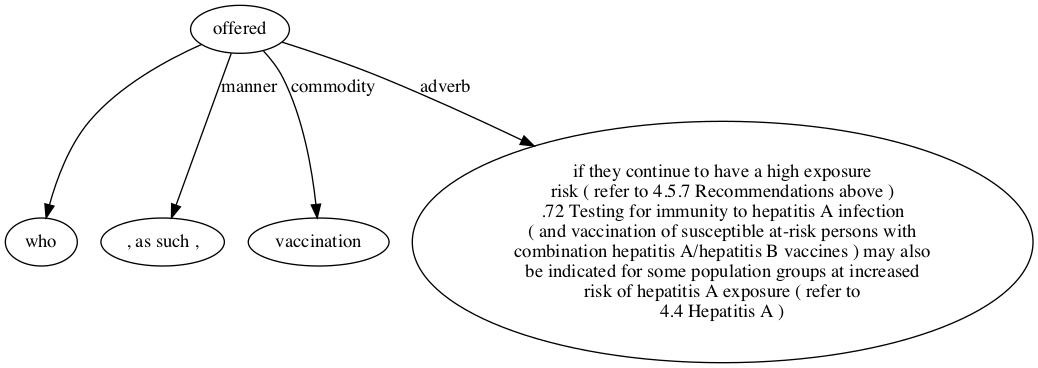 offered
manner
commodity
adverb
who
, as such ,
vaccination
if they continue to have a high exposure
risk ( refer to 4.5.7 Recommendations above )
.72 Testing for immunity to hepatitis A infection
( and vaccination of susceptible at-risk persons with
combination hepatitis A/hepatitis B vaccines ) may also
be indicated for some population groups at increased
risk of hepatitis A exposure ( refer to
4.4 Hepatitis A )